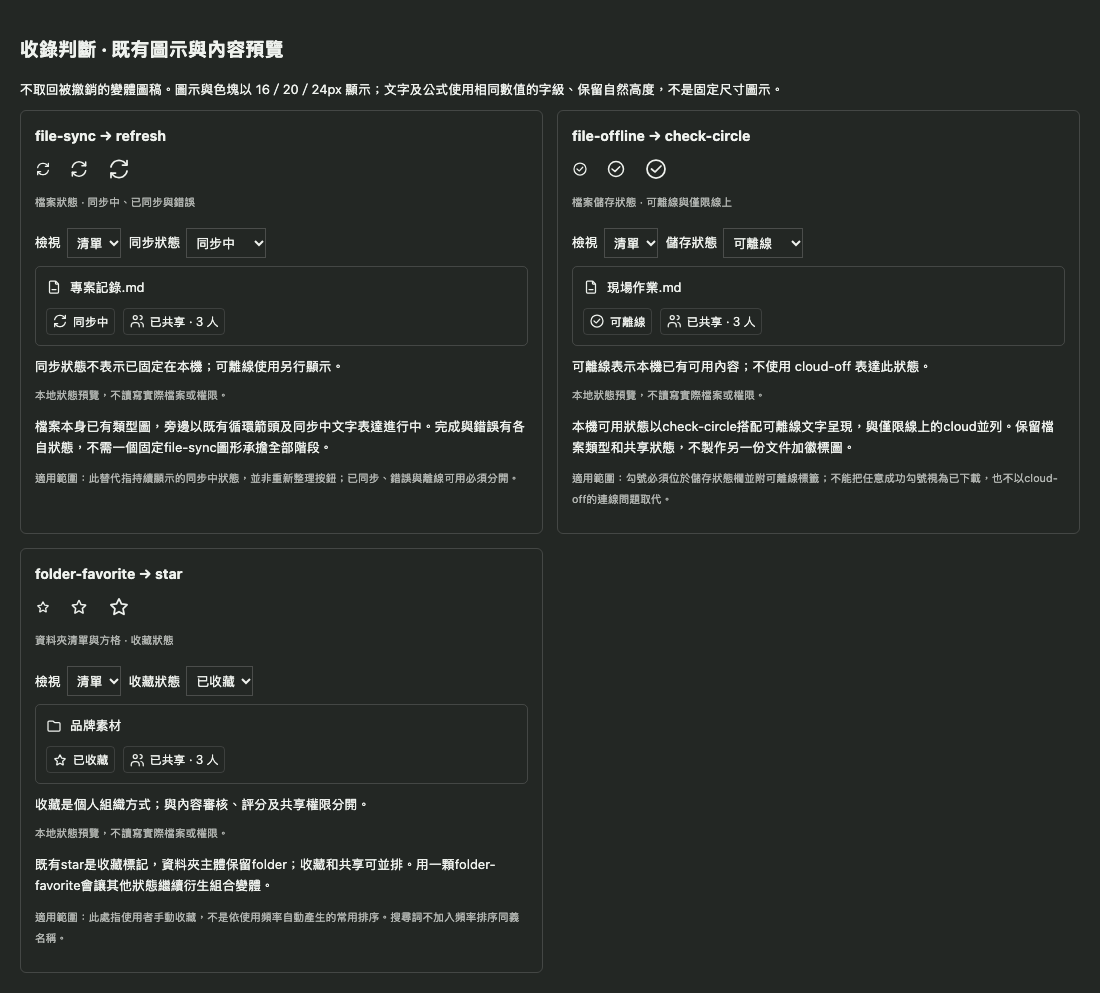 收錄判斷 · 既有圖示與內容預覽
不取回被撤銷的變體圖稿。圖示與色塊以 16 / 20 / 24px 顯示；文字及公式使用相同數值的字級、保留自然高度，不是固定尺寸圖示。
file-sync → refresh
檔案狀態 · 同步中、已同步與錯誤
檢視 清單 同步狀態 同步中
專案記錄.md
同步中 已共享 · 3 人
同步狀態不表示已固定在本機；可離線使用另行顯示。
本地狀態預覽，不讀寫實際檔案或權限。
檔案本身已有類型圖，旁邊以既有循環箭頭及同步中文字表達進行中。完成與錯誤有各
自狀態，不需一個固定file-sync圖形承擔全部階段。
適用範圍：此替代指持續顯示的同步中狀態，並非重新整理按鈕；已同步、錯誤與離線可用必須分開。
file-offline → check-circle
檔案儲存狀態 · 可離線與僅限線上
檢視 清單 儲存狀態 可離線
現場作業.md
可離線 已共享 · 3 人
可離線表示本機已有可用內容；不使用 cloud-off 表達此狀態。
本地狀態預覽，不讀寫實際檔案或權限。
本機可用狀態以check-circle搭配可離線文字呈現，與僅限線上的cloud並列。保留檔
案類型和共享狀態，不製作另一份文件加徽標圖。
適用範圍：勾號必須位於儲存狀態欄並附可離線標籤；不能把任意成功勾號視為已下載，也不以cloud-
off的連線問題取代。
folder-favorite → star
資料夾清單與方格 · 收藏狀態
檢視 清單 收藏狀態 已收藏
品牌素材
已收藏 已共享 · 3 人
收藏是個人組織方式；與內容審核、評分及共享權限分開。
本地狀態預覽，不讀寫實際檔案或權限。
既有star是收藏標記，資料夾主體保留folder；收藏和共享可並排。用一顆folder-
favorite會讓其他狀態繼續衍生組合變體。
適用範圍：此處指使用者手動收藏，不是依使用頻率自動產生的常用排序。搜尋詞不加入頻率排序同義
名稱。